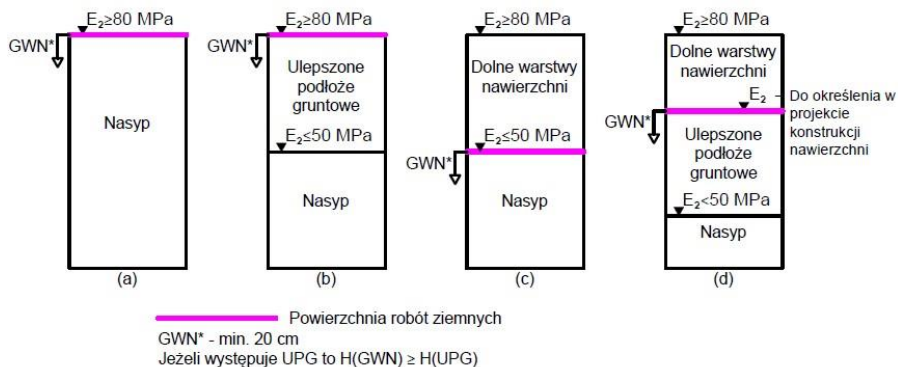 E₂≥80 MPa
GWN*
Nasyp
(a)
E₂≥80 MPa
GWN*
Ulepszone
podłoże
gruntowe
E₂≤50 MPa
Nasyp
(b)
E₂≥80 MPa
Dolne warstwy
nawierzchni
E₂≤50 MPa
GWN*
Nasyp
(c)
E₂≥80 MPa
Dolne warstwy
nawierzchni
E₂ - Do określenia w
projekcie
konstrukcji
nawierzchni
GWN*
Ulepszone
podłoże
gruntowe
E₂<50 MPa
Nasyp
(d)
Powierzchnia robót ziemnych
GWN* - min. 20 cm
Jeżeli występuje UPG to H(GWN) ≥ H(UPG)